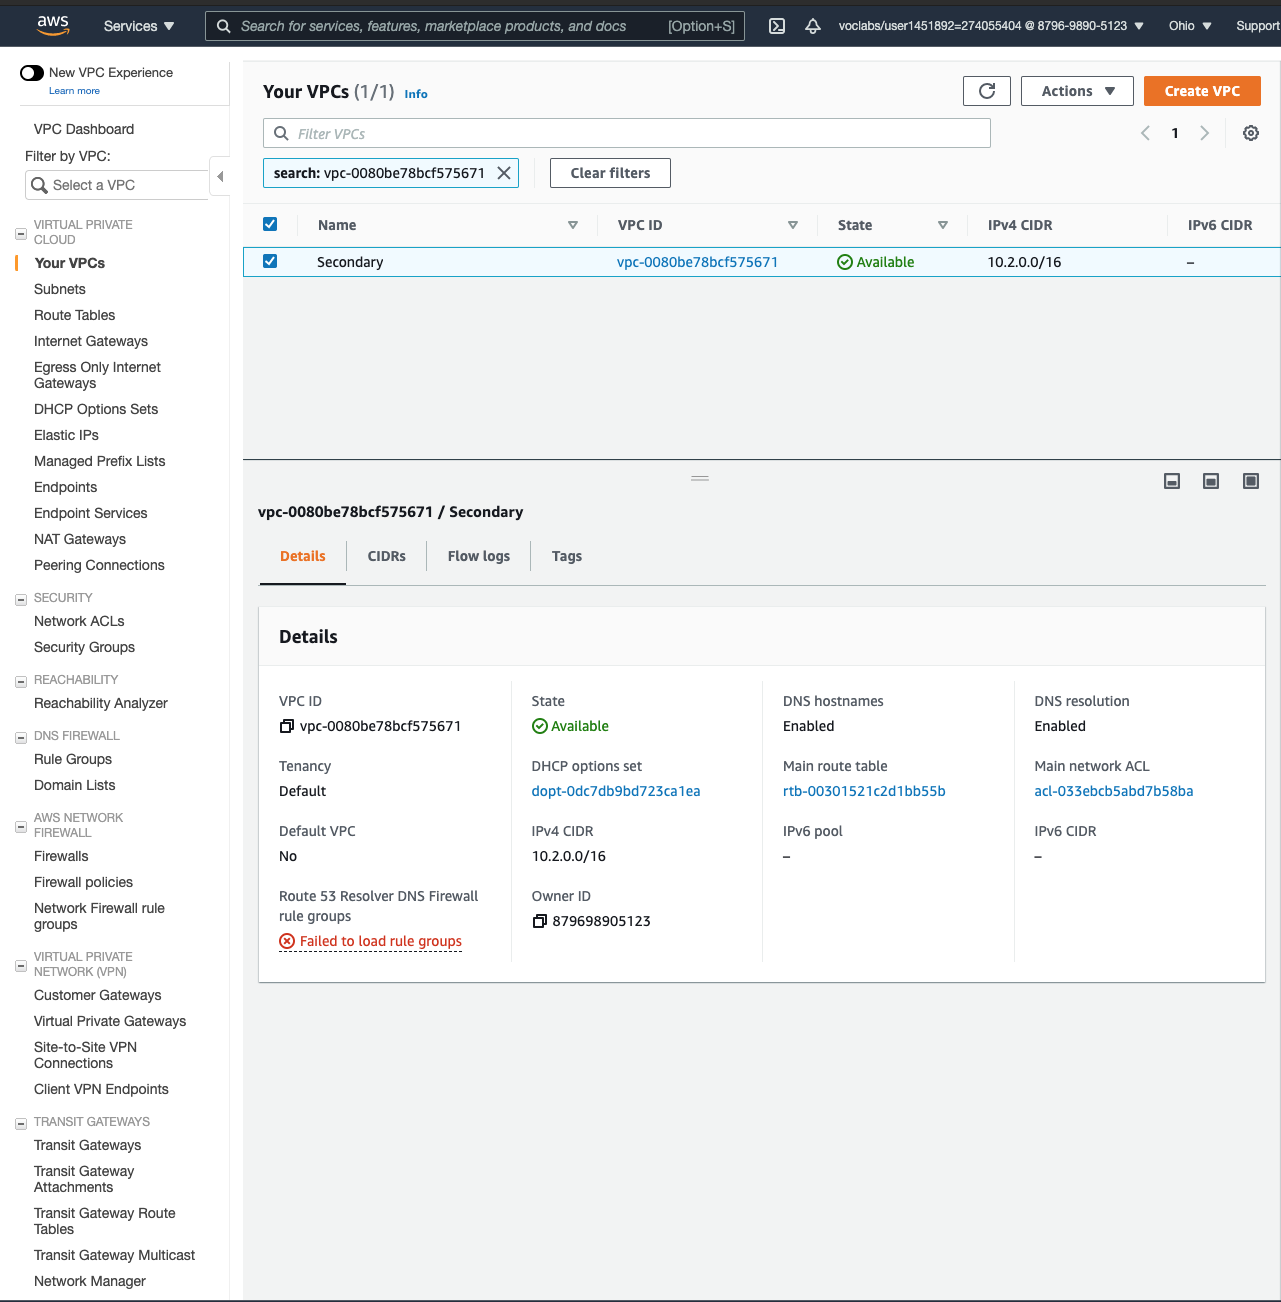 aws
Services ▼
Search for services, features, marketplace products, and docs [Option+S]
voclabs/user1451892=274055404 @ 8796-9890-5123 ▼
Ohio ▼
Support
New VPC Experience
Learn more
VPC Dashboard
Filter by VPC:
Select a VPC
VIRTUAL PRIVATE
CLOUD
Your VPCs
Subnets
Route Tables
Internet Gateways
Egress Only Internet
Gateways
DHCP Options Sets
Elastic IPs
Managed Prefix Lists
Endpoints
Endpoint Services
NAT Gateways
Peering Connections
SECURITY
Network ACLs
Security Groups
REACHABILITY
Reachability Analyzer
DNS FIREWALL
Rule Groups
Domain Lists
AWS NETWORK
FIREWALL
Firewalls
Firewall policies
Network Firewall rule
groups
VIRTUAL PRIVATE
NETWORK (VPN)
Customer Gateways
Virtual Private Gateways
Site-to-Site VPN
Connections
Client VPN Endpoints
TRANSIT GATEWAYS
Transit Gateways
Transit Gateway
Attachments
Transit Gateway Route
Tables
Transit Gateway Multicast
Network Manager
Your VPCs (1/1) Info
Actions ▼
Create VPC
Filter VPCs
1
search: vpc-0080be78bcf575671
Clear filters
Name VPC ID State IPv4 CIDR IPv6 CIDR
Secondary vpc-0080be78bcf575671 Available 10.2.0.0/16 –
vpc-0080be78bcf575671 / Secondary
Details CIDRs Flow logs Tags
Details
VPC ID
vpc-0080be78bcf575671
State
Available
DNS hostnames
Enabled
DNS resolution
Enabled
Tenancy
Default
DHCP options set
dopt-0dc7db9bd723ca1ea
Main route table
rtb-00301521c2d1bb55b
Main network ACL
acl-033ebcb5abd7b58ba
Default VPC
No
IPv4 CIDR
10.2.0.0/16
IPv6 pool
–
IPv6 CIDR
–
Route 53 Resolver DNS Firewall
rule groups
Failed to load rule groups
Owner ID
879698905123